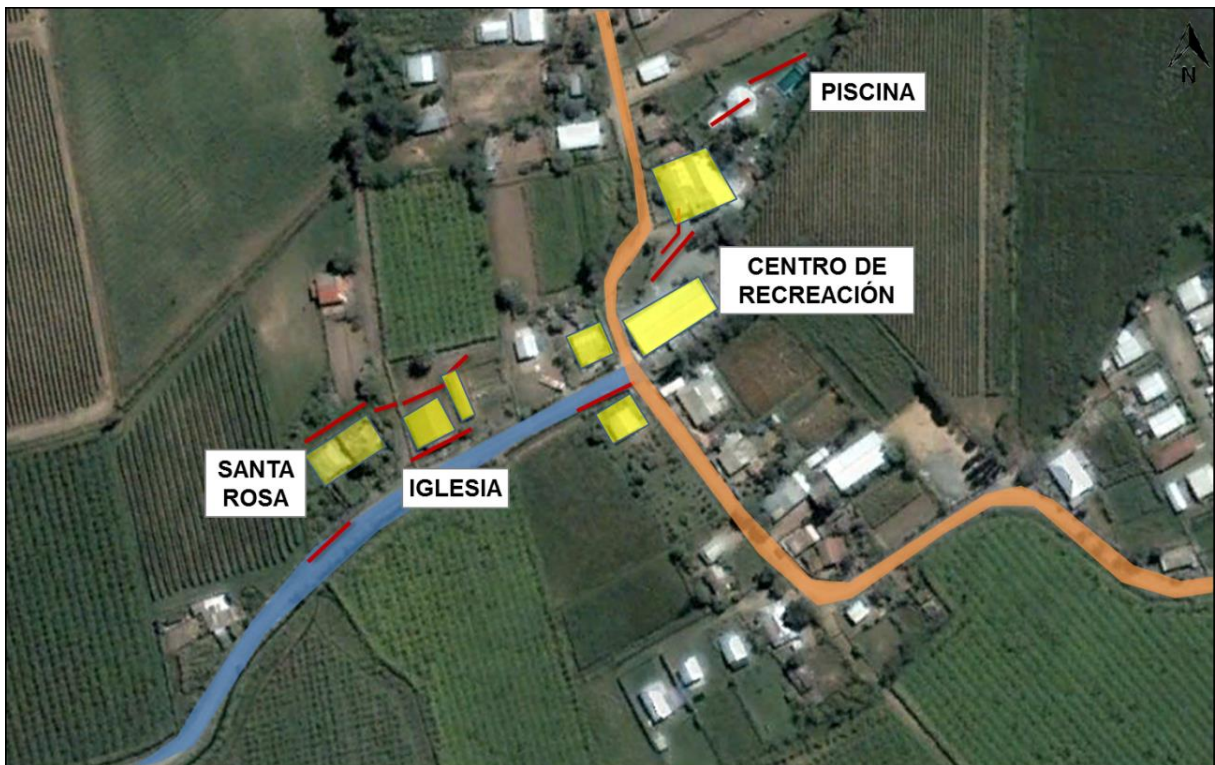 N
PISCINA
CENTRO DE
RECREACIÓN
SANTA
ROSA
IGLESIA